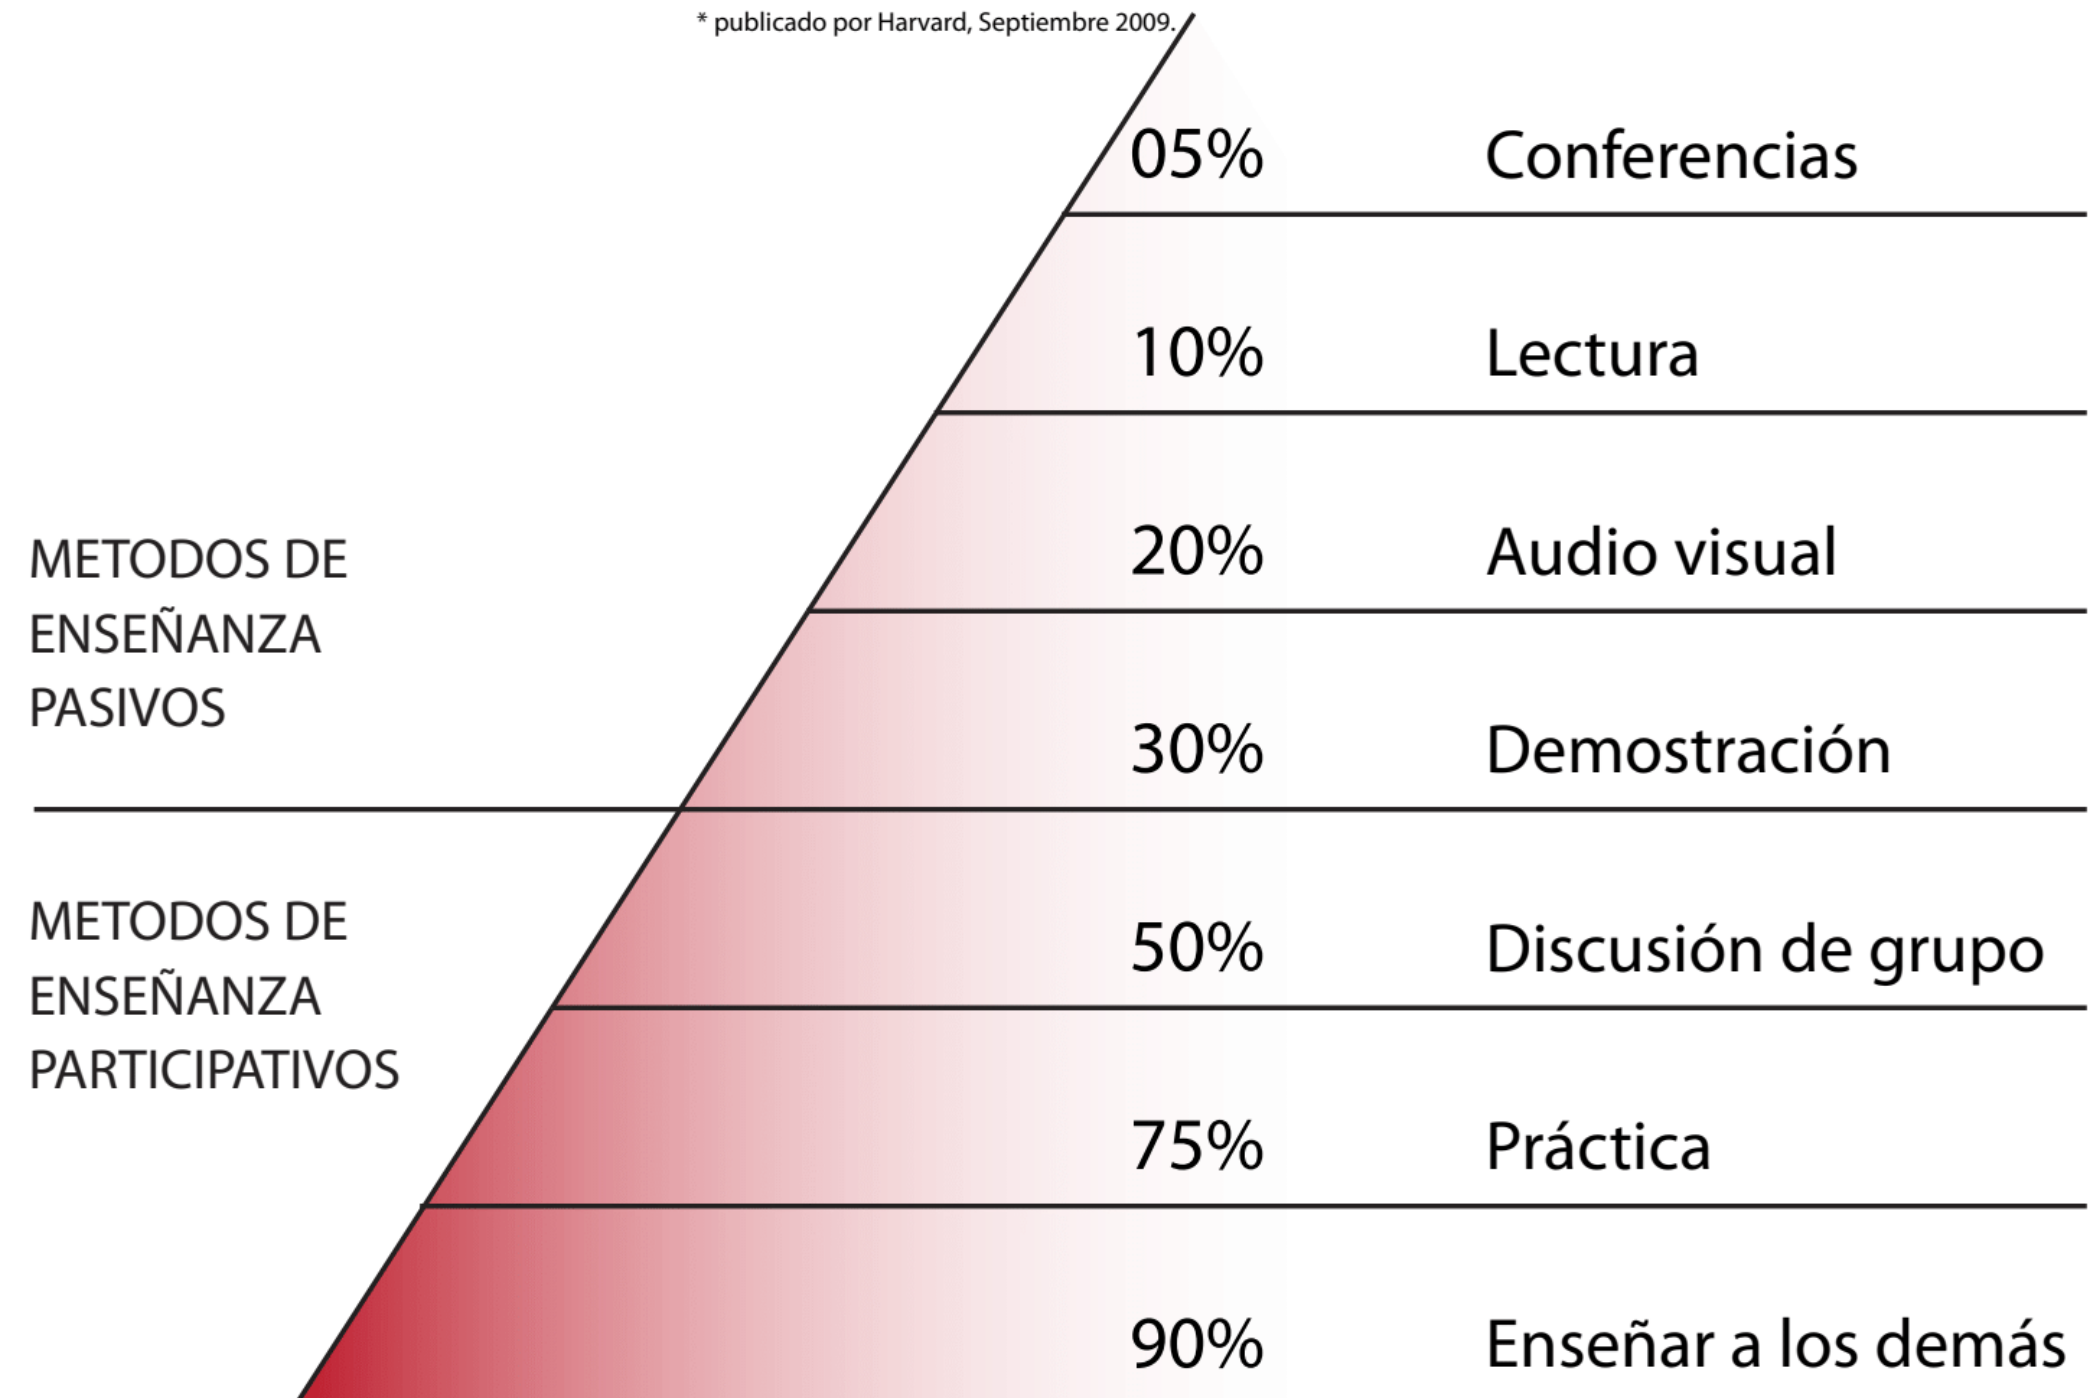 * publicado por Harvard, Septiembre 2009.
05% Conferencias
10% Lectura
20% Audio visual
30% Demostración
METODOS DE
ENSEÑANZA
PASIVOS
50% Discusión de grupo
75% Práctica
90% Enseñar a los demás
METODOS DE
ENSEÑANZA
PARTICIPATIVOS